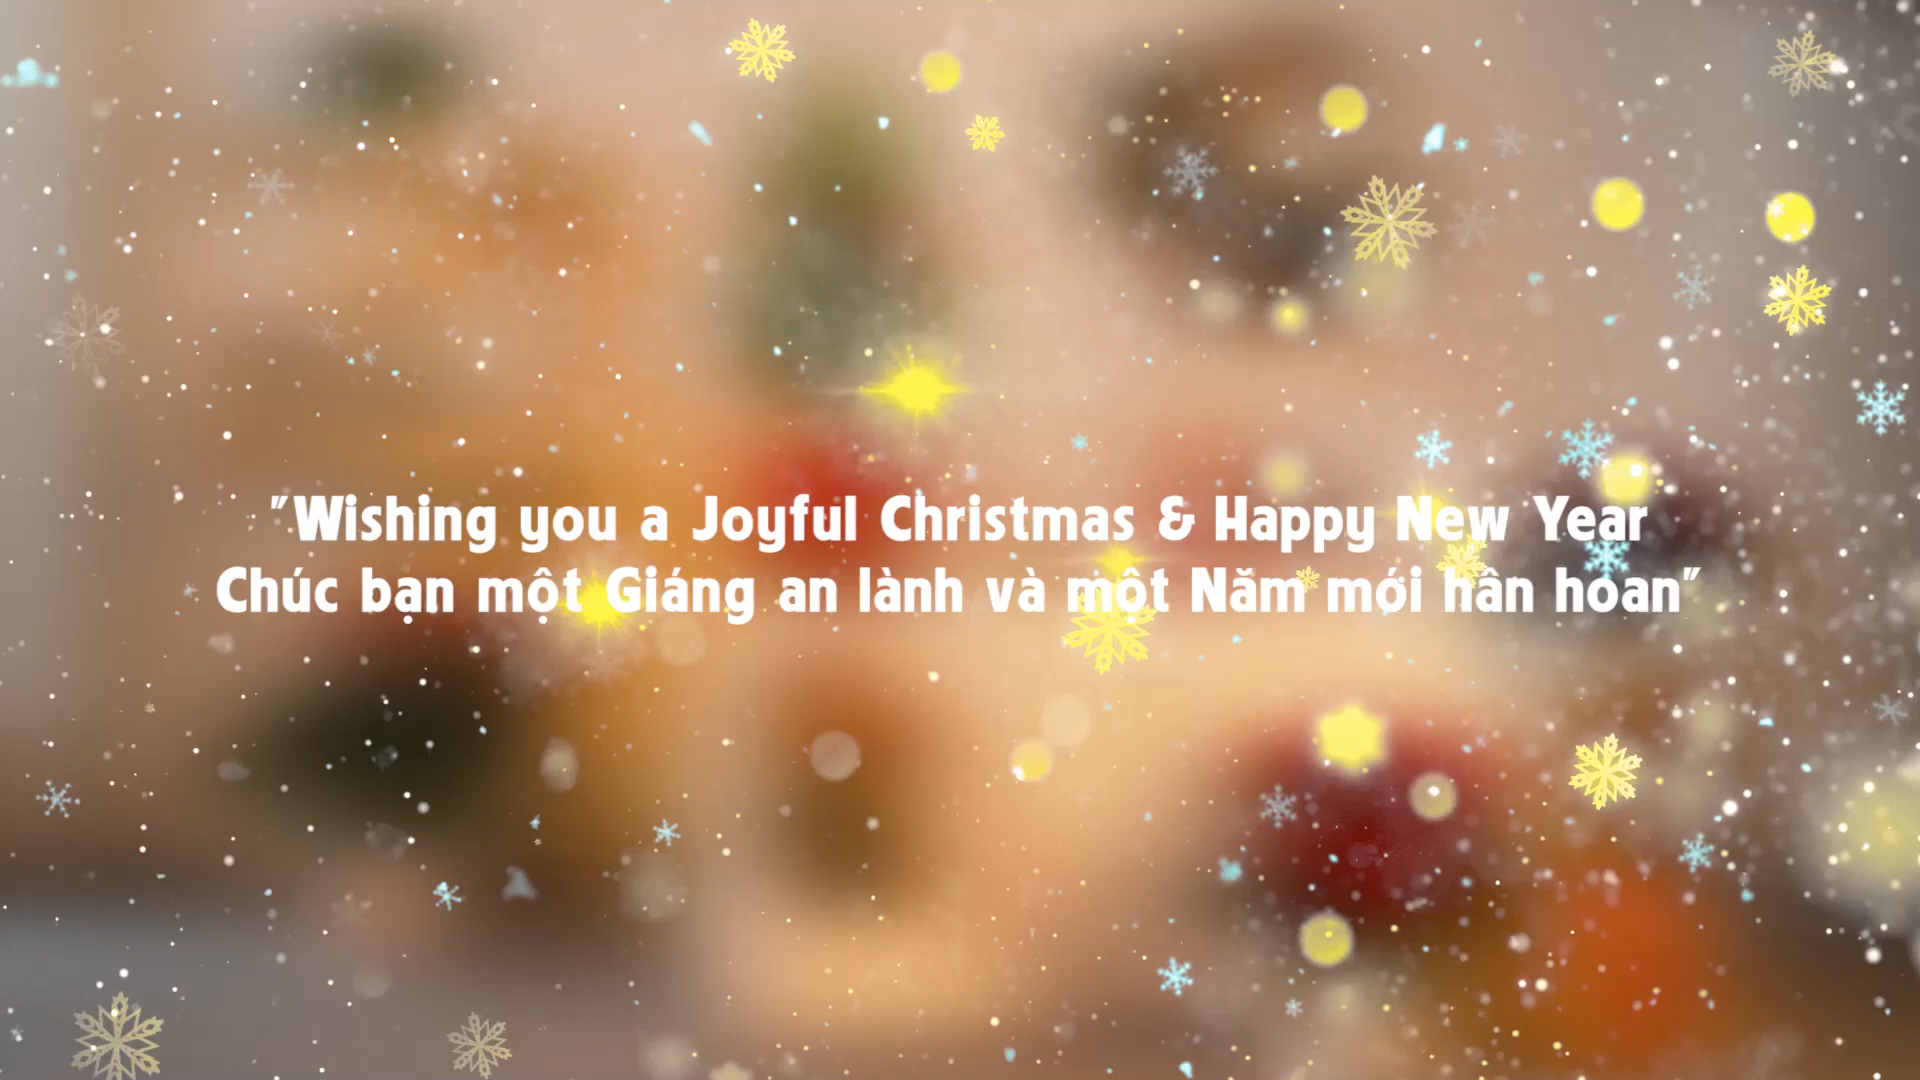 "Wishing you a Joyful Christmas & Happy New Year
Chúc bạn một Giáng an lành và một Năm mới hân hoan"